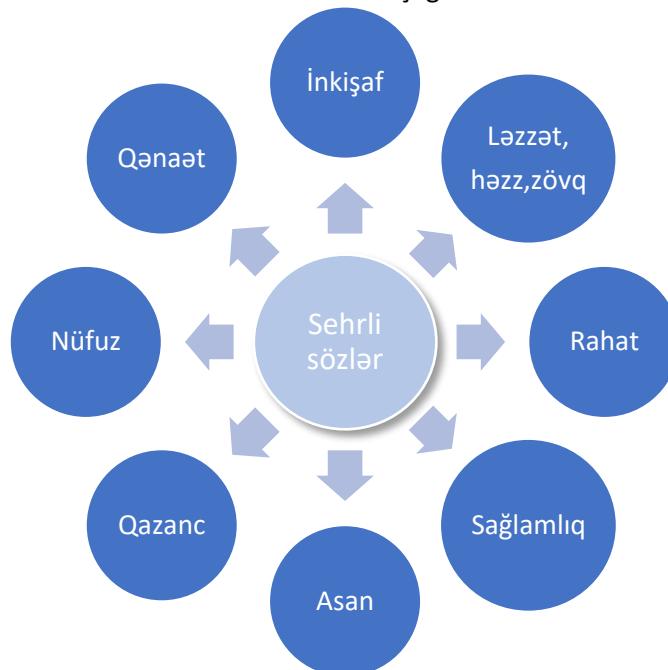 İnkişaf
Ləzzət,
həzz,zövq
Rahat
Sağlamlıq
Asan
Qazanc
Nüfuz
Qənaət
Sehrli
sözlər